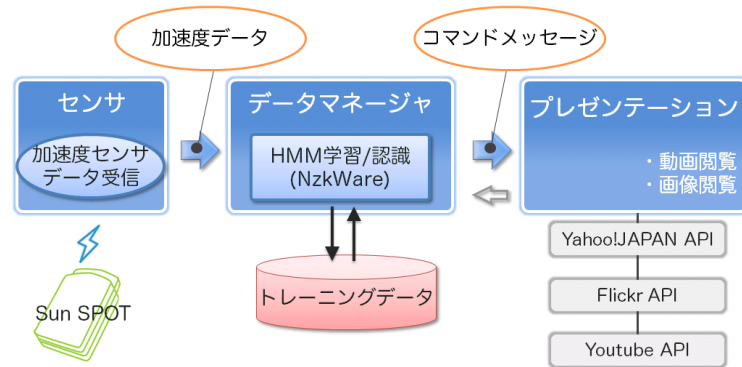 加速度データ
コマンドメッセージ
センサ
加速度センサ
データ受信
データマネージャ
HMM学習/認識
(NzkWare)
プレゼンテーション
・動画閲覧
・画像閲覧
Sun SPOT
トレーニングデータ
Yahoo!JAPAN API
Flickr API
Youtube API